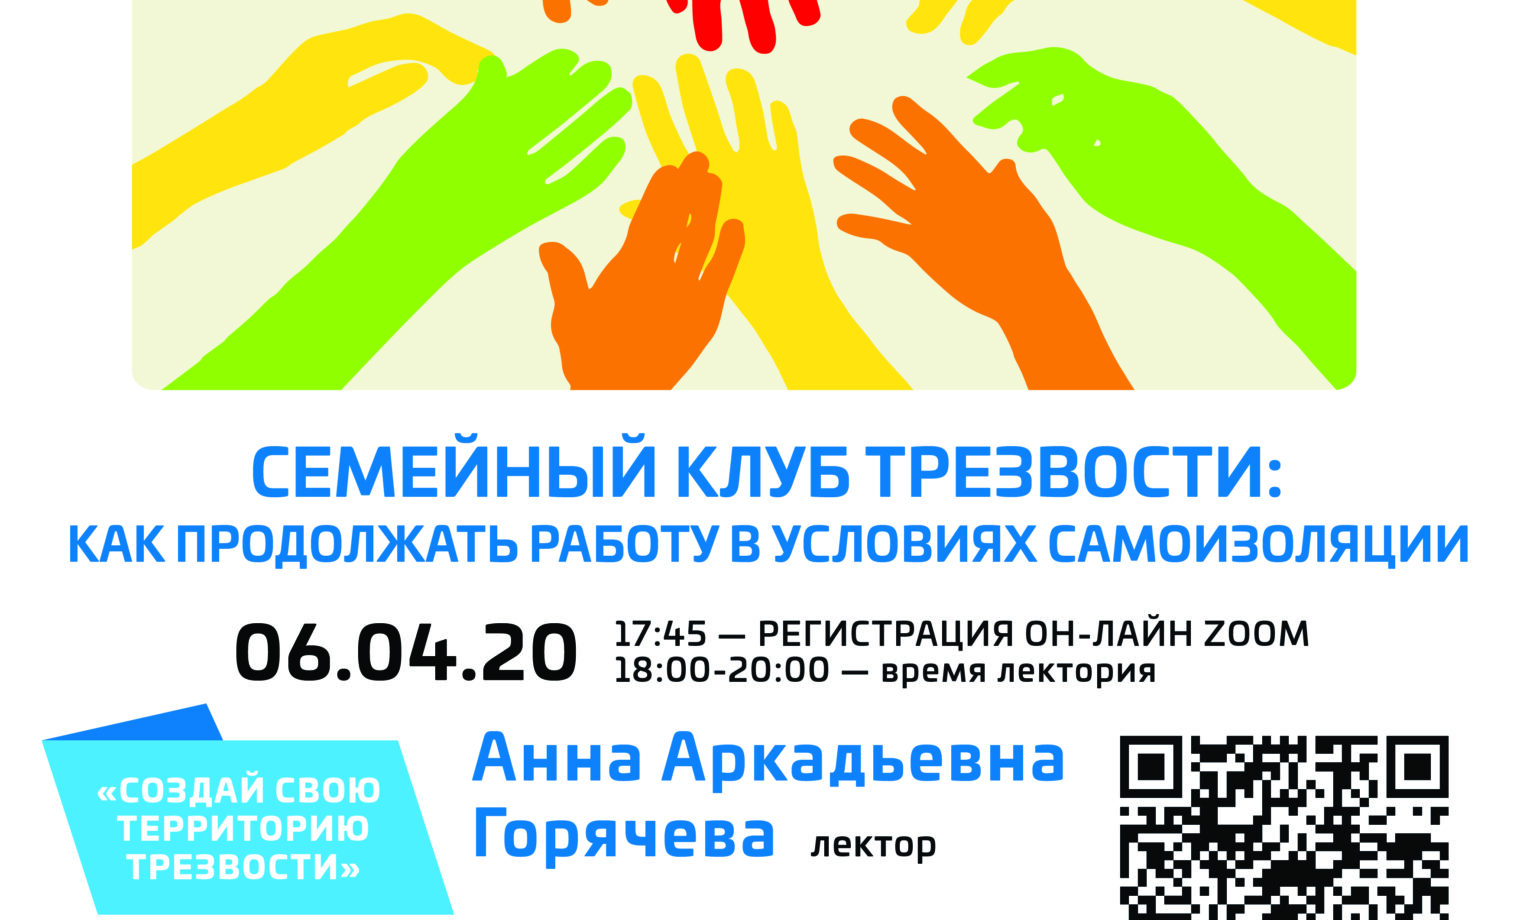 СЕМЕЙНЫЙ КЛУБ ТРЕЗВОСТИ:
КАК ПРОДОЛЖАТЬ РАБОТУ В УСЛОВИЯХ САМОИЗОЛЯЦИИ
06.04.20
17:45 — РЕГИСТРАЦИЯ ОН-ЛАЙН ZOOM
18:00-20:00 — время лектория
«СОЗДАЙ СВОЮ
ТЕРРИТОРИЮ
ТРЕЗВОСТИ»
Анна Аркадьевна
Горячева лектор